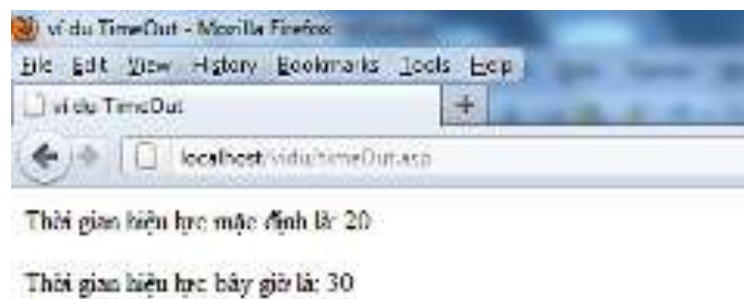 ví du TimeOut - Mozilla Firefox
File Edit View History Bookmarks Tools Help
ví du TimeOut +
localhost/vidu/timeOut.asp
Thời gian hiệu lực mặc định là: 20
Thời gian hiệu lực bây giờ là: 30